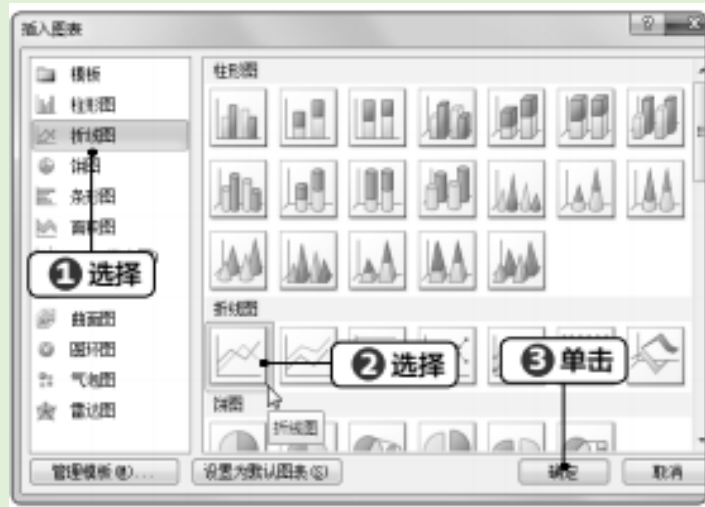 插入图表
模板
柱形图
折线图
饼图
条形图
面积图
❶选择
曲面图
圆环图
气泡图
雷达图
管理模板(M)...
柱形图
折线图
❷选择
❸单击
饼图
折线图
设置为默认图表(S)
确定
取消